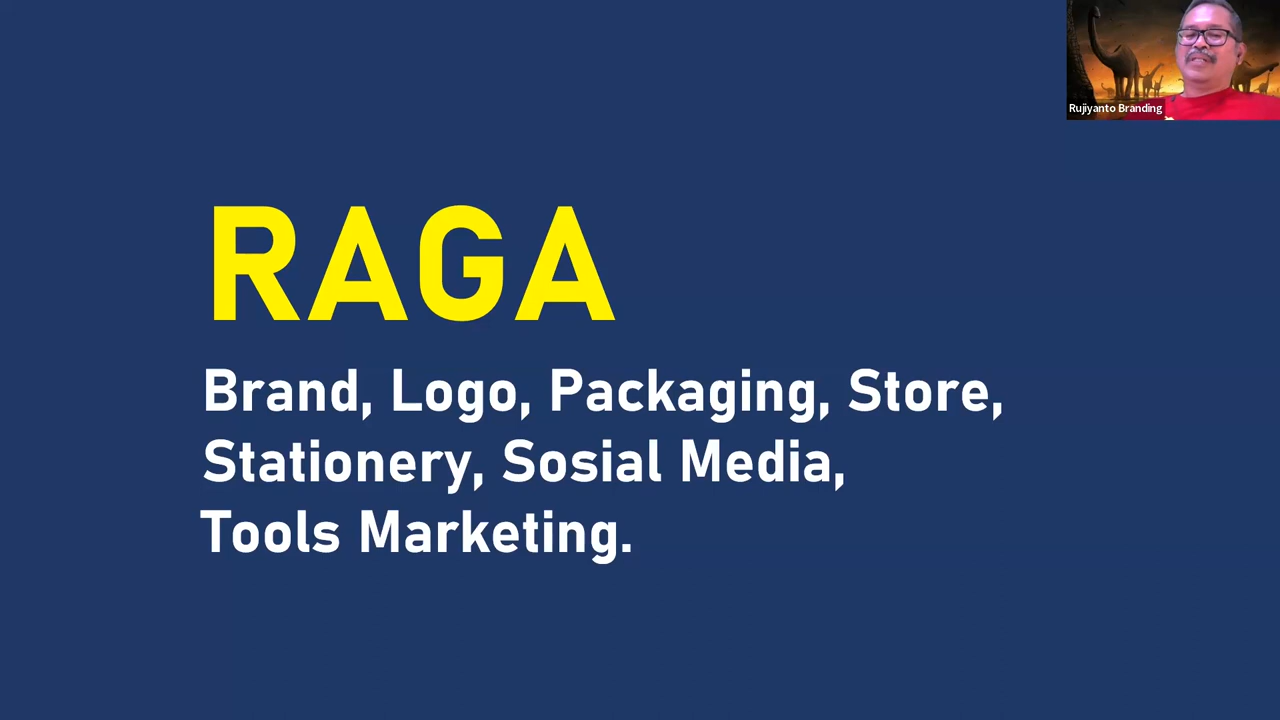 Rujiyanto Branding
RAGA
Brand, Logo, Packaging, Store,
Stationery, Sosial Media,
Tools Marketing.